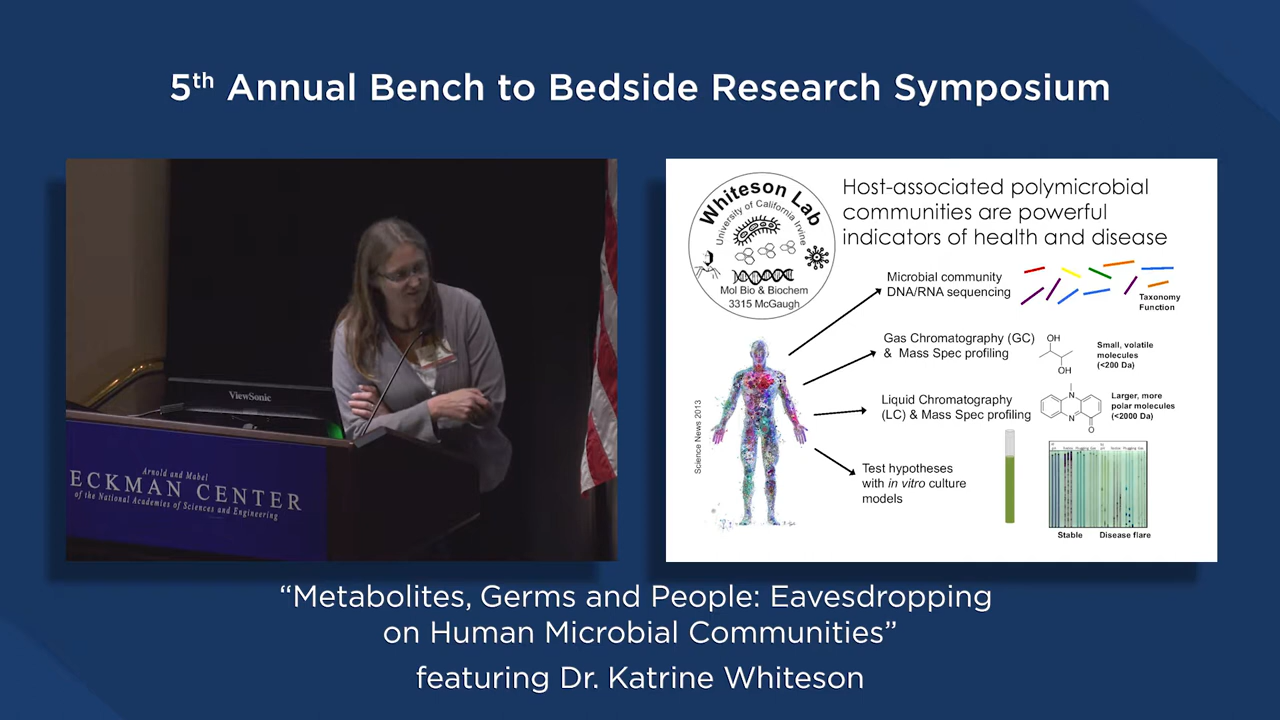 5th Annual Bench to Bedside Research Symposium
ViewSonic
Arnold and Mabel
ECKMAN CENTER
of the National Academies of Sciences and Engineering
Whiteson Lab
University of California Irvine
Mol Bio & Biochem
3315 McGaugh
Host-associated polymicrobial
communities are powerful
indicators of health and disease
Microbial community
DNA/RNA sequencing
Taxonomy
Function
Gas Chromatography (GC)
& Mass Spec profiling
OH
OH
Small, volatile
molecules
(<200 Da)
Liquid Chromatography
(LC) & Mass Spec profiling
N
N
O
Larger, more
polar molecules
(<2000 Da)
Science News 2013
Test hypotheses
with in vitro culture
models
Stable
Disease flare
“Metabolites, Germs and People: Eavesdropping
on Human Microbial Communities”
featuring Dr. Katrine Whiteson